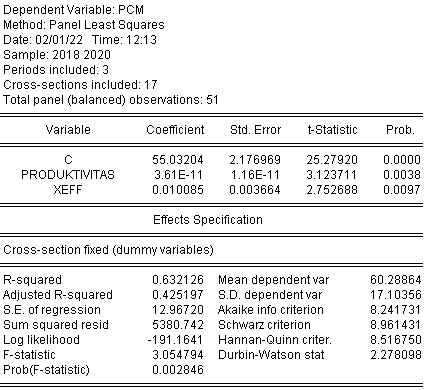 Dependent Variable: PCM
Method: Panel Least Squares
Date: 02/01/22 Time: 12:13
Sample: 2018 2020
Periods included: 3
Cross-sections included: 17
Total panel (balanced) observations: 51
Variable Coefficient Std. Error t-Statistic Prob.
C 55.03204 2.176969 25.27920 0.0000
PRODUKTIVITAS 3.61E-11 1.16E-11 3.123711 0.0038
XEFF 0.010085 0.003664 2.752688 0.0097
Effects Specification
Cross-section fixed (dummy variables)
R-squared 0.632126 Mean dependent var 60.28864
Adjusted R-squared 0.425197 S.D. dependent var 17.10356
S.E. of regression 12.96720 Akaike info criterion 8.241731
Sum squared resid 5380.742 Schwarz criterion 8.961431
Log likelihood -191.1641 Hannan-Quinn criter. 8.516750
F-statistic 3.054794 Durbin-Watson stat 2.278098
Prob(F-statistic) 0.002846